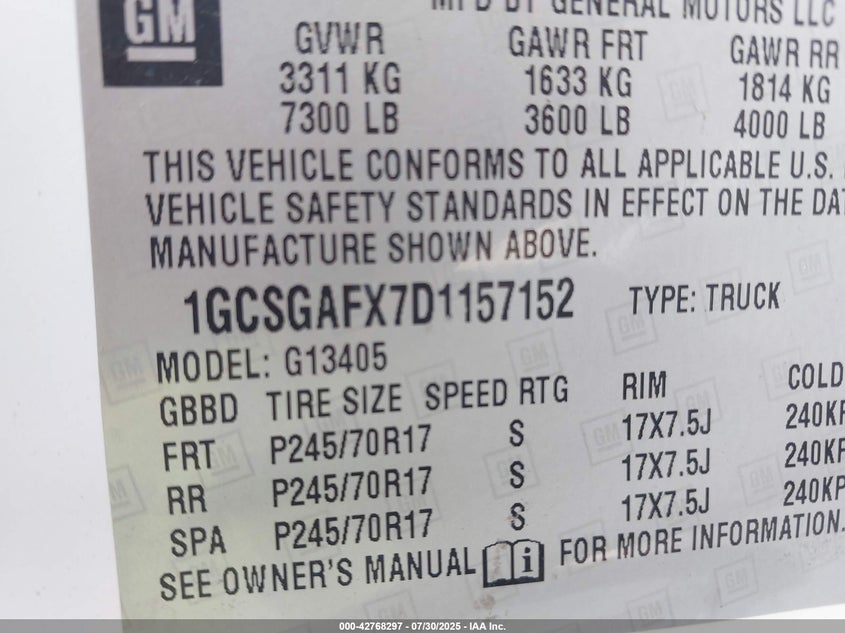 GM
MFD BY GENERAL MOTORS LLC
GVWR GAWR FRT GAWR RR
3311 KG 1633 KG 1814 KG
7300 LB 3600 LB 4000 LB
THIS VEHICLE CONFORMS TO ALL APPLICABLE U.S.
VEHICLE SAFETY STANDARDS IN EFFECT ON THE DAT
MANUFACTURE SHOWN ABOVE.
1GCSGAFX7D1157152 TYPE: TRUCK
MODEL: G13405
GBBD TIRE SIZE SPEED RTG RIM COLD
FRT P245/70R17 S 17X7.5J 240KP
RR P245/70R17 S 17X7.5J 240KP
SPA P245/70R17 S 17X7.5J 240KP
SEE OWNER'S MANUAL i FOR MORE INFORMATION.
000-42768297 - 07/30/2025 - IAA Inc.